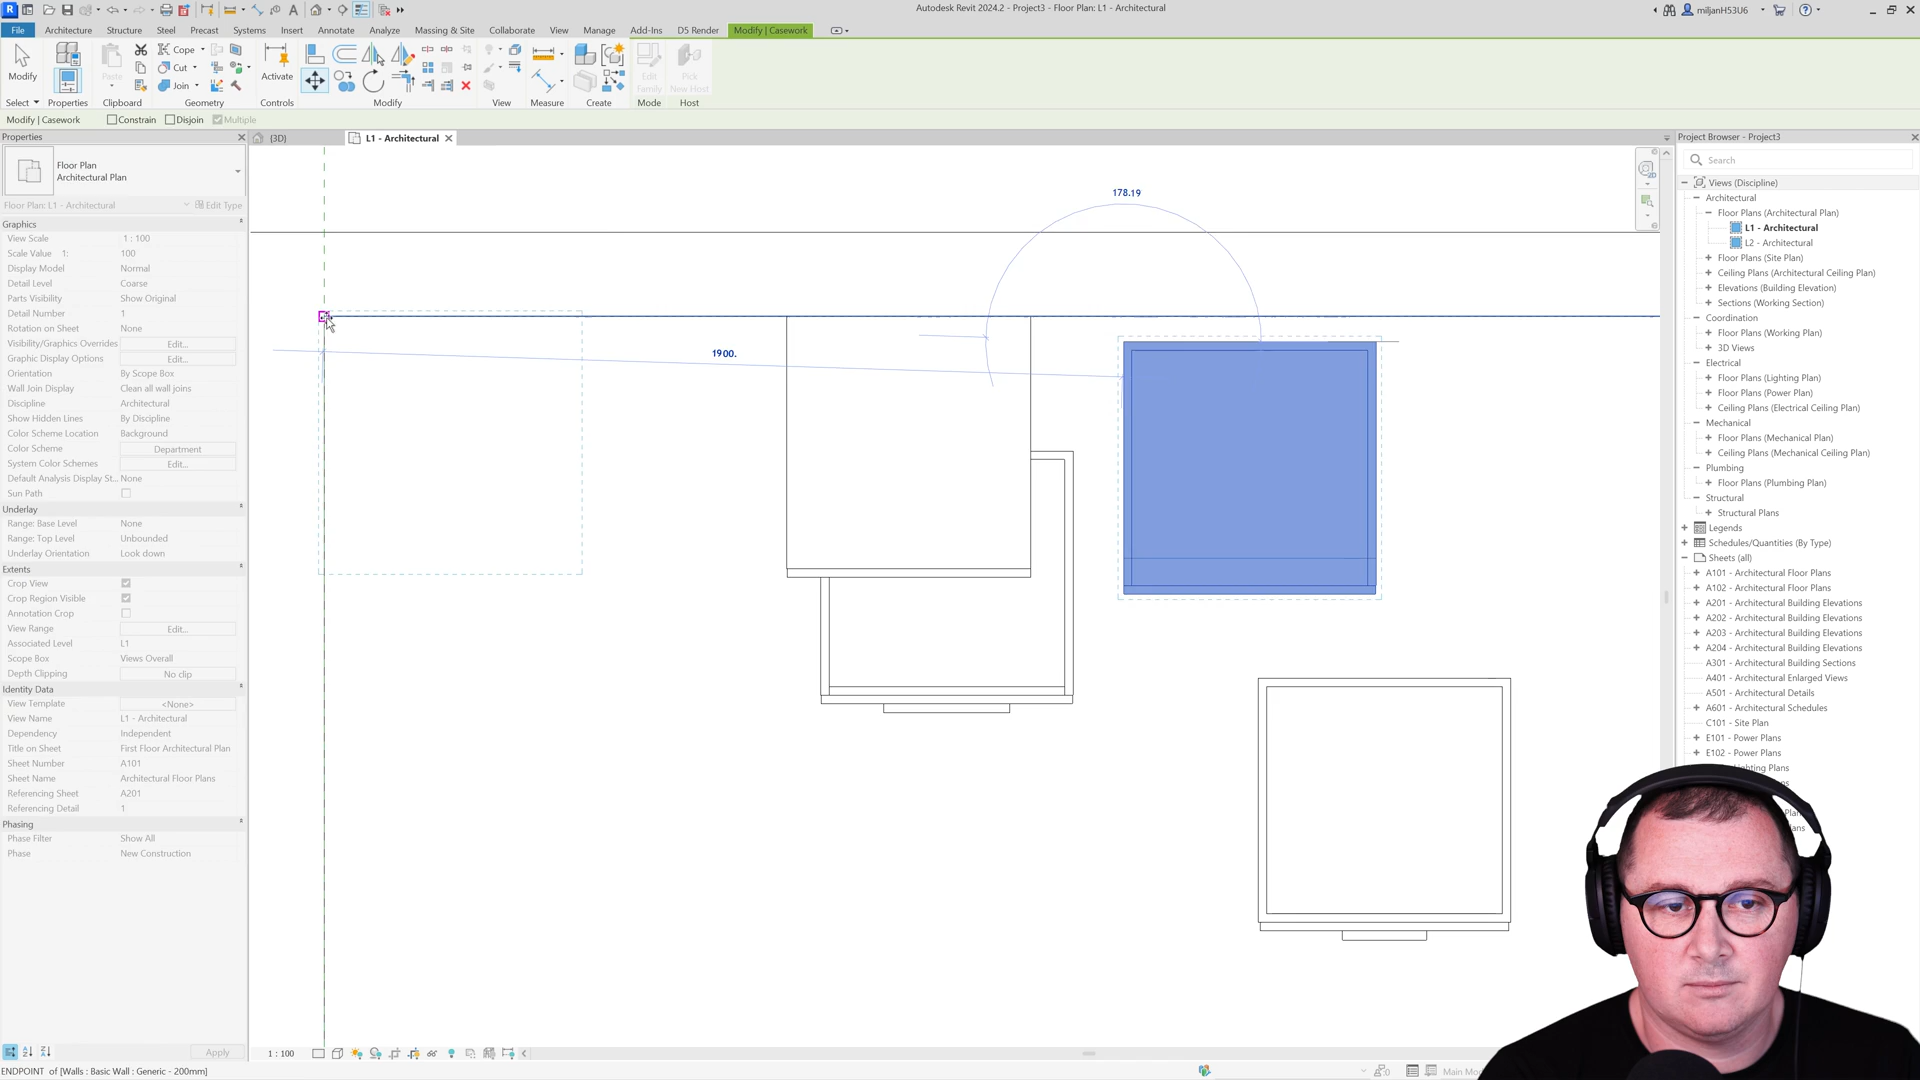 Autodesk Revit 2024.2 - Project3 - Floor Plan: L1 - Architectural
miljanH53U6
File Architecture Structure Steel Precast Systems Insert Annotate Analyze Massing & Site Collaborate View Manage Add-Ins D5 Render Modify | Casework
Modify Paste Cope Cut Join Activate Edit Family Pick New Host
Select Properties Clipboard Geometry Controls Modify View Measure Create Mode Host
Modify | Casework Constrain Disjoin Multiple
Properties
{3D}
L1 - Architectural
Floor Plan
Architectural Plan
Floor Plan: L1 - Architectural Edit Type
Graphics
View Scale 1 : 100
Scale Value 1: 100
Display Model Normal
Detail Level Coarse
Parts Visibility Show Original
Detail Number 1
Rotation on Sheet None
Visibility/Graphics Overrides Edit...
Graphic Display Options Edit...
Orientation By Scope Box
Wall Join Display Clean all wall joins
Discipline Architectural
Show Hidden Lines By Discipline
Color Scheme Location Background
Color Scheme Department
System Color Schemes Edit...
Default Analysis Display St... None
Sun Path
Underlay
Range: Base Level None
Range: Top Level Unbounded
Underlay Orientation Look down
Extents
Crop View
Crop Region Visible
Annotation Crop
View Range Edit...
Associated Level L1
Scope Box Views Overall
Depth Clipping No clip
Identity Data
View Template <None>
View Name L1 - Architectural
Dependency Independent
Title on Sheet First Floor Architectural Plan
Sheet Number A101
Sheet Name Architectural Floor Plans
Referencing Sheet A201
Referencing Detail 1
Phasing
Phase Filter Show All
Phase New Construction
Apply
178.19
1900.
2D
Project Browser - Project3
Search
Views (Discipline)
Architectural
Floor Plans (Architectural Plan)
L1 - Architectural
L2 - Architectural
Floor Plans (Site Plan)
Ceiling Plans (Architectural Ceiling Plan)
Elevations (Building Elevation)
Sections (Working Section)
Coordination
Floor Plans (Working Plan)
3D Views
Electrical
Floor Plans (Lighting Plan)
Floor Plans (Power Plan)
Ceiling Plans (Electrical Ceiling Plan)
Mechanical
Floor Plans (Mechanical Plan)
Ceiling Plans (Mechanical Ceiling Plan)
Plumbing
Floor Plans (Plumbing Plan)
Structural
Structural Plans
Legends
Schedules/Quantities (By Type)
Sheets (all)
A101 - Architectural Floor Plans
A102 - Architectural Floor Plans
A201 - Architectural Building Elevations
A202 - Architectural Building Elevations
A203 - Architectural Building Elevations
A204 - Architectural Building Elevations
A301 - Architectural Building Sections
A401 - Architectural Enlarged Views
A501 - Architectural Details
A601 - Architectural Schedules
C101 - Site Plan
E101 - Power Plans
E102 - Power Plans
Plans
1 : 100
ENDPOINT of [Walls : Basic Wall : Generic - 200mm]
:0
Main